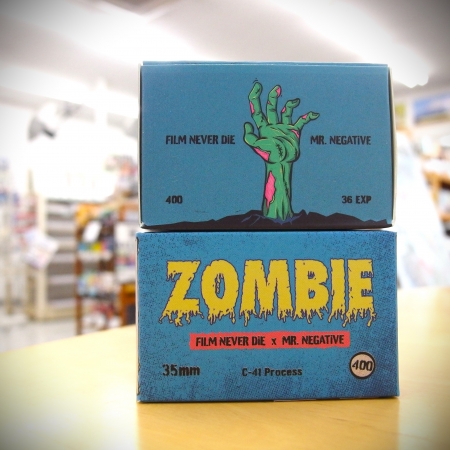 FILM NEVER DIE MR. NEGATIVE
400 36 EXP
ZOMBIE
FILM NEVER DIE x MR. NEGATIVE
35mm C-41 Process 400